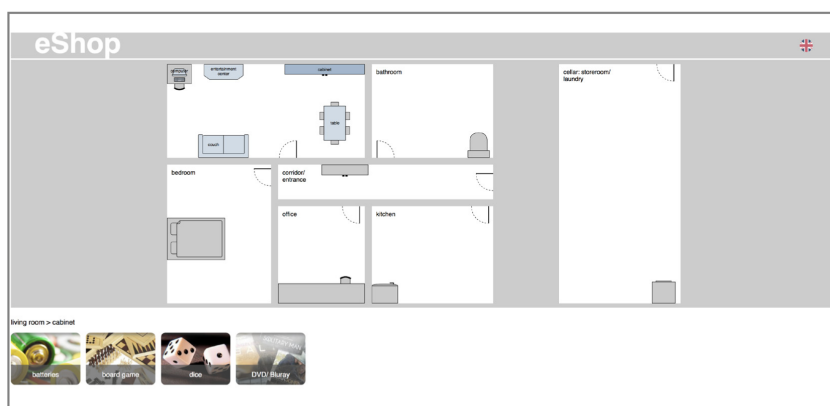 eShop
computer
entertainment
center
cabinet
bathroom
cellar: storeroom/
laundry
table
couch
bedroom
corridor/
entrance
office
kitchen
living room > cabinet
batteries
board game
dice
DVD/ Bluray